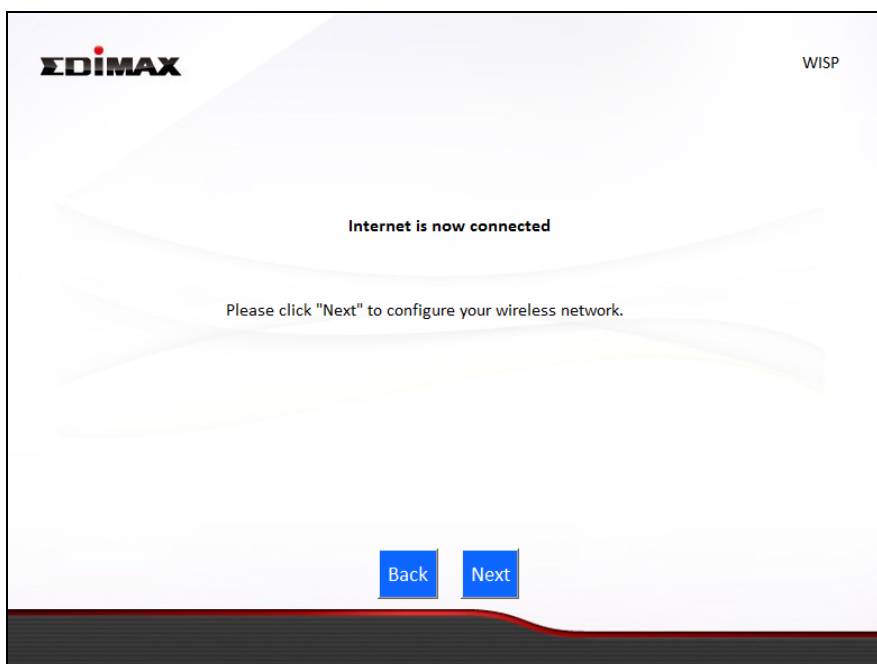 EDIMAX
WISP
Internet is now connected
Please click "Next" to configure your wireless network.
Back
Next